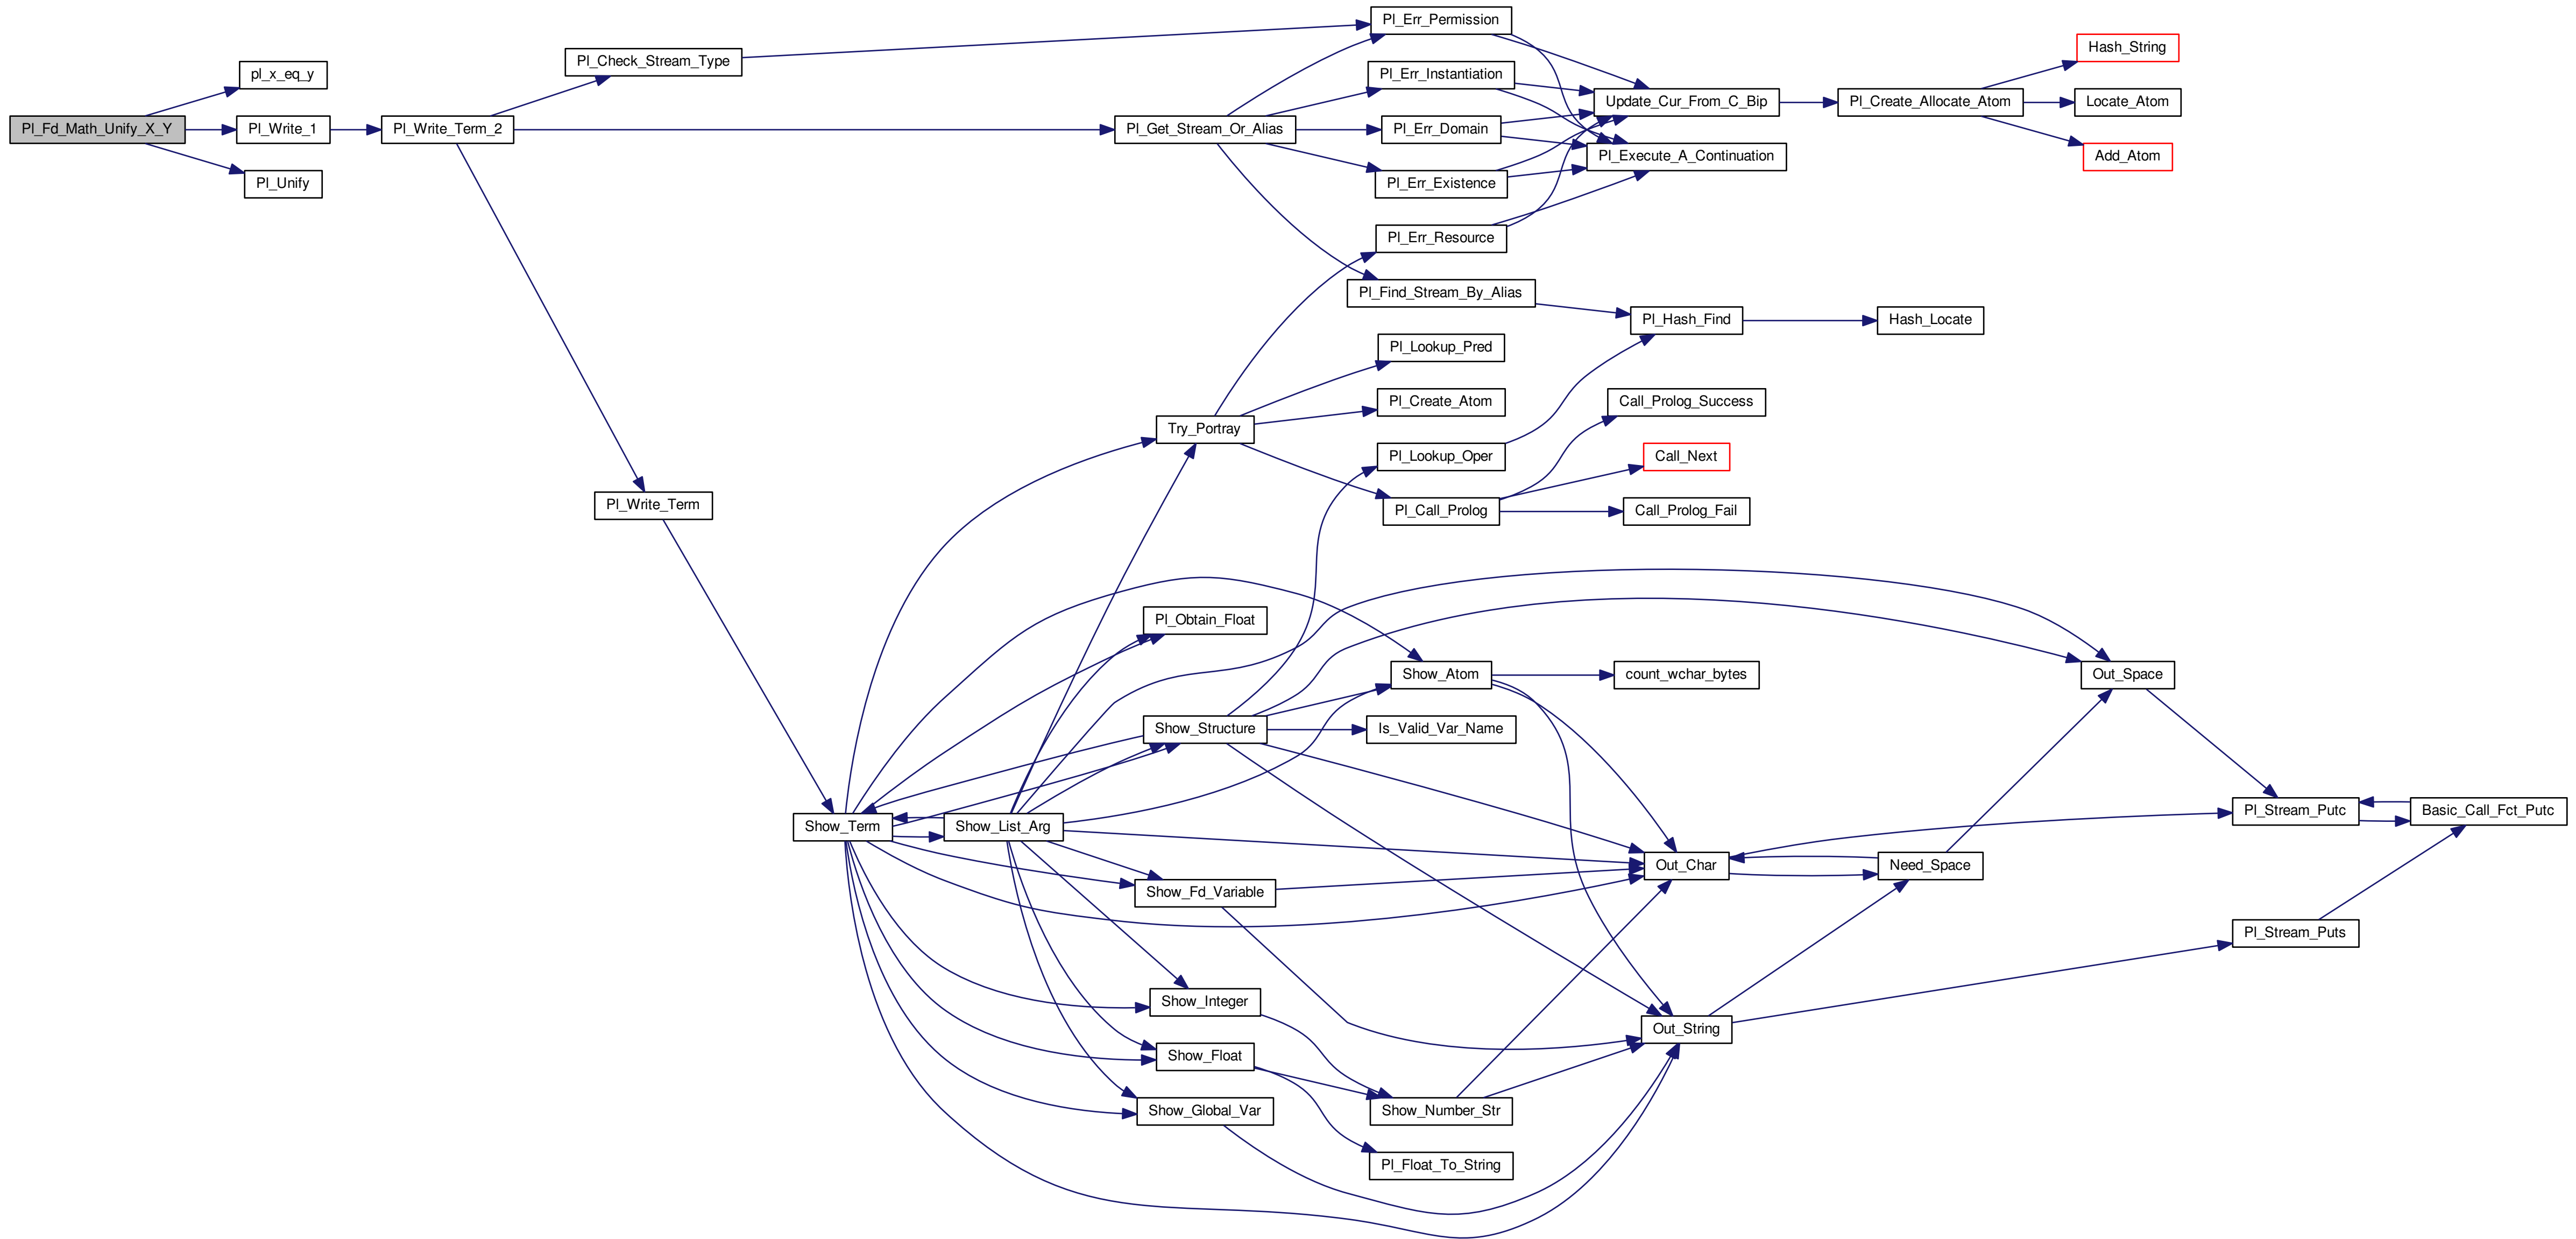 Pl_Fd_Math_Unify_X_Y
pl_x_eq_y
Pl_Write_1
Pl_Unify
Pl_Write_Term_2
Pl_Check_Stream_Type
Pl_Write_Term
Show_Term
Show_List_Arg
Pl_Get_Stream_Or_Alias
Try_Portray
Pl_Obtain_Float
Show_Structure
Show_Fd_Variable
Show_Integer
Show_Float
Show_Global_Var
Pl_Err_Permission
Pl_Err_Instantiation
Pl_Err_Domain
Pl_Err_Existence
Pl_Err_Resource
Pl_Find_Stream_By_Alias
Pl_Lookup_Pred
Pl_Create_Atom
Pl_Lookup_Oper
Pl_Call_Prolog
Show_Atom
Is_Valid_Var_Name
Show_Number_Str
Pl_Float_To_String
Update_Cur_From_C_Bip
Pl_Execute_A_Continuation
Pl_Hash_Find
Call_Prolog_Success
Call_Next
Call_Prolog_Fail
count_wchar_bytes
Out_Char
Out_String
Pl_Create_Allocate_Atom
Hash_Locate
Need_Space
Hash_String
Locate_Atom
Add_Atom
Out_Space
Pl_Stream_Putc
Pl_Stream_Puts
Basic_Call_Fct_Putc